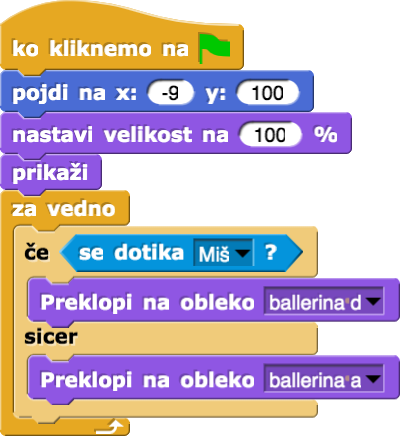 ko kliknemo na
pojdi na x: -9 y: 100
nastavi velikost na 100 %
prikaži
za vedno
če se dotika Miš ?
Preklopi na obleko ballerina d
sicer
Preklopi na obleko ballerina a